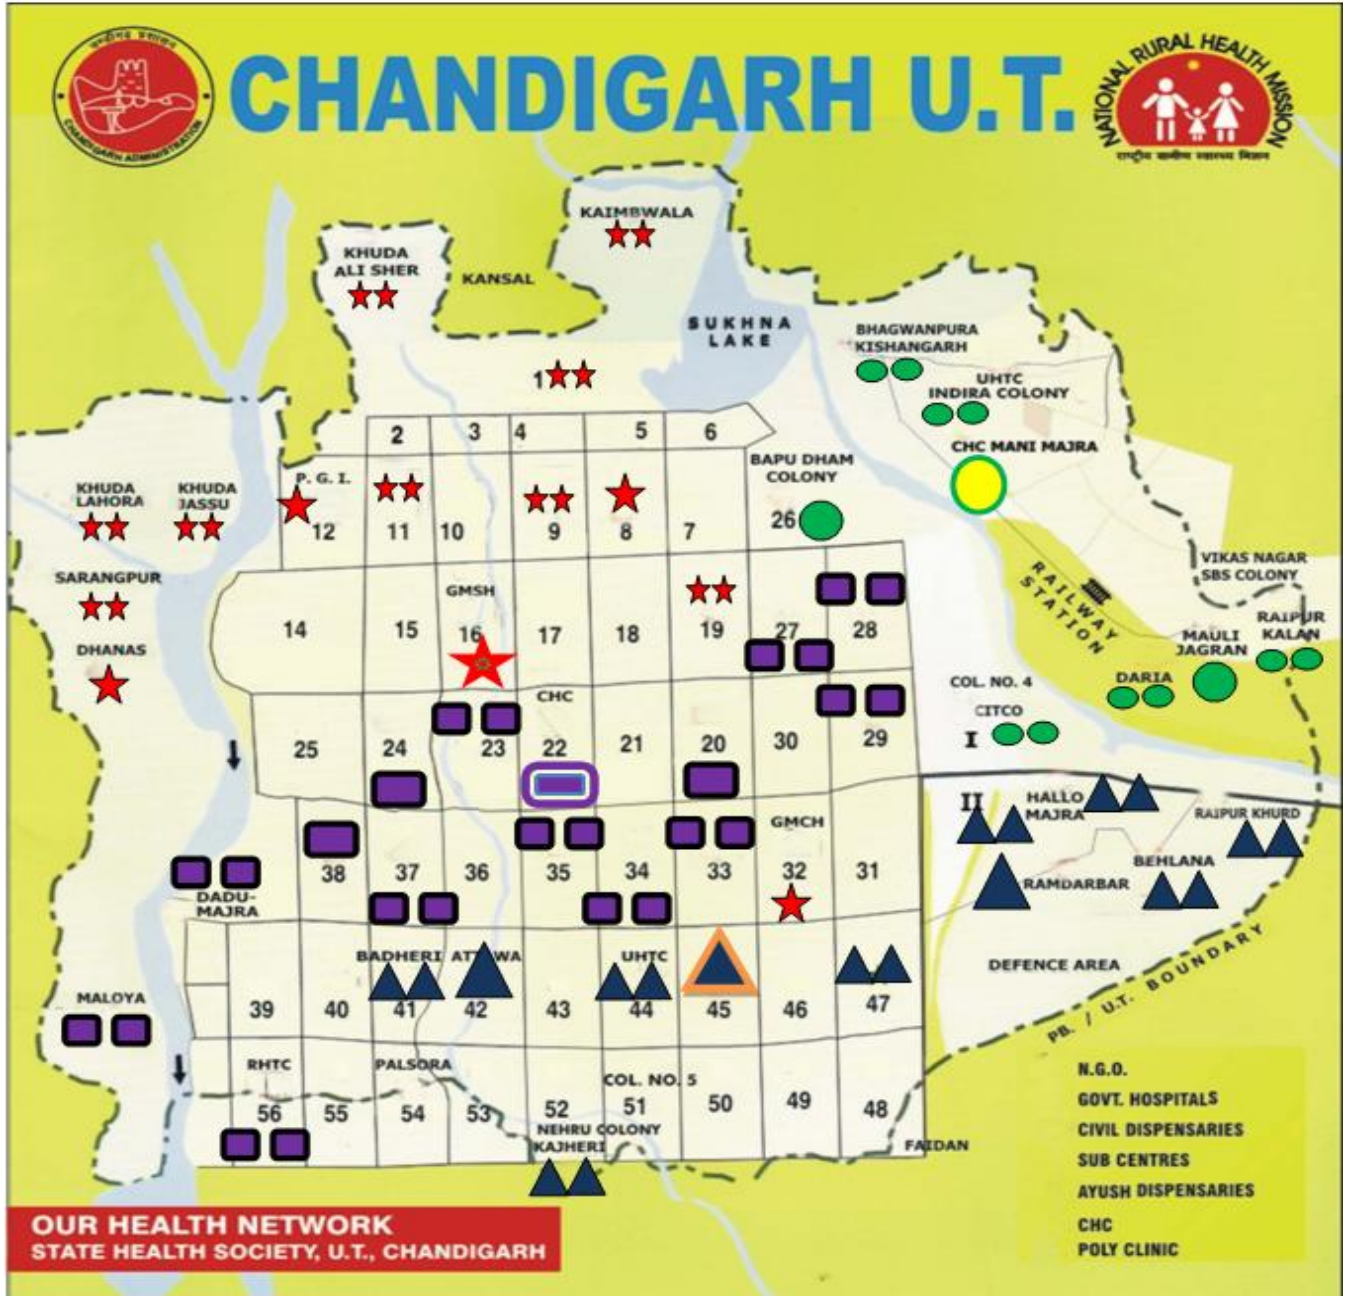 चण्डीगढ़ प्रशासन
CHANDIGARH ADMINISTRATION
CHANDIGARH U.T.
NATIONAL RURAL HEALTH MISSION
राष्ट्रीय ग्रामीण स्वास्थ्य मिशन
KAIMBWALA
KHUDA
ALI SHER
KANSAL
SUKHNA
LAKE
BHAGWANPURA
KISHANGARH
UHTC
INDIRA COLONY
1
2
3
4
5
6
CHC MANI MAJRA
BAPU DHAM
COLONY
KHUDA
LAHORA
KHUDA
JASSU
P. G. I.
12
11
10
9
8
7
26
RAILWAY
STATION
VIKAS NAGAR
SBS COLONY
SARANGPUR
GMSH
14
15
16
17
18
19
27
28
RAIPUR
KALAN
MAULI
JAGRAN
DHANAS
DARIA
COL. NO. 4
CITCO
I
CHC
25
24
23
22
21
20
30
29
II
HALLO
MAJRA
RAIPUR KHURD
GMCH
38
37
36
35
34
33
32
31
BEHLANA
RAMDARBAR
DADU-
MAJRA
BADHERI
UHTC
DEFENCE AREA
MALOYA
39
40
41
42
43
44
45
46
47
PB. / U.T. BOUNDARY
RHTC
PALSORA
COL. NO. 5
56
55
54
53
52
51
50
49
48
NEHRU COLONY
KAJHERI
FAIDAN
N.G.O.
GOVT. HOSPITALS
CIVIL DISPENSARIES
SUB CENTRES
AYUSH DISPENSARIES
CHC
POLY CLINIC
OUR HEALTH NETWORK
STATE HEALTH SOCIETY, U.T., CHANDIGARH